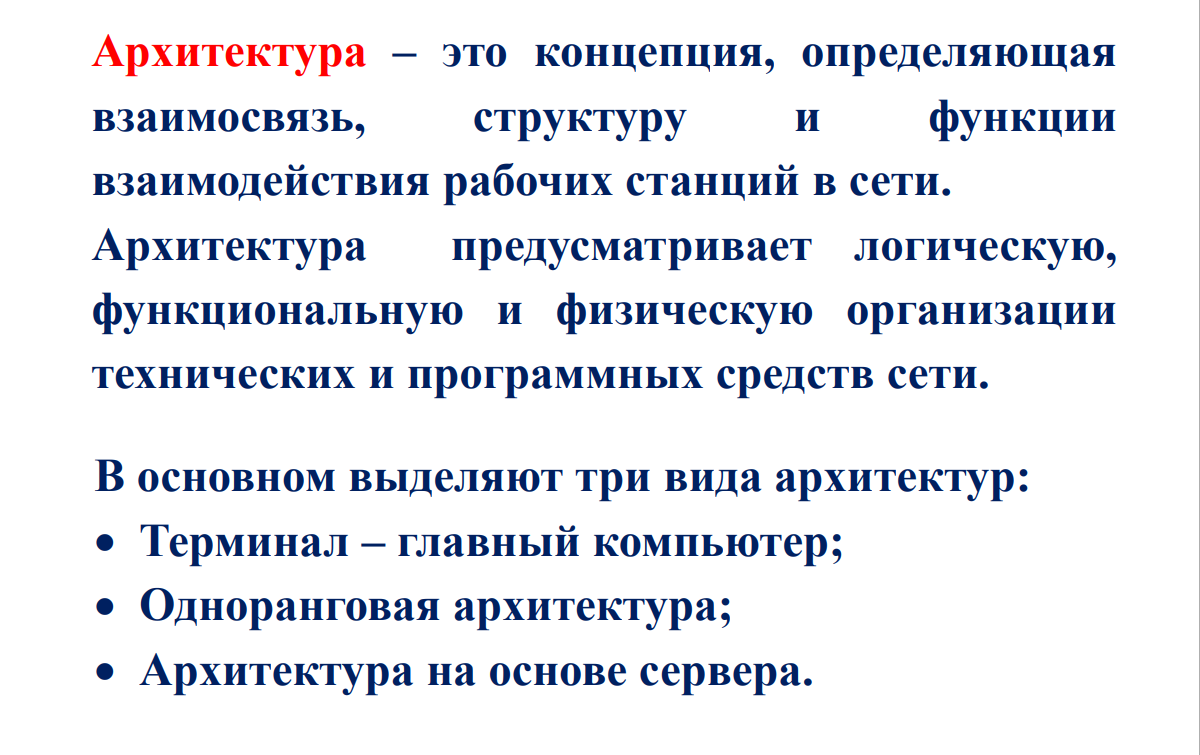 Архитектура – это концепция, определяющая
взаимосвязь, структуру и функции
взаимодействия рабочих станций в сети.
Архитектура предусматривает логическую,
функциональную и физическую организации
технических и программных средств сети.
В основном выделяют три вида архитектур:
• Терминал – главный компьютер;
• Одноранговая архитектура;
• Архитектура на основе сервера.